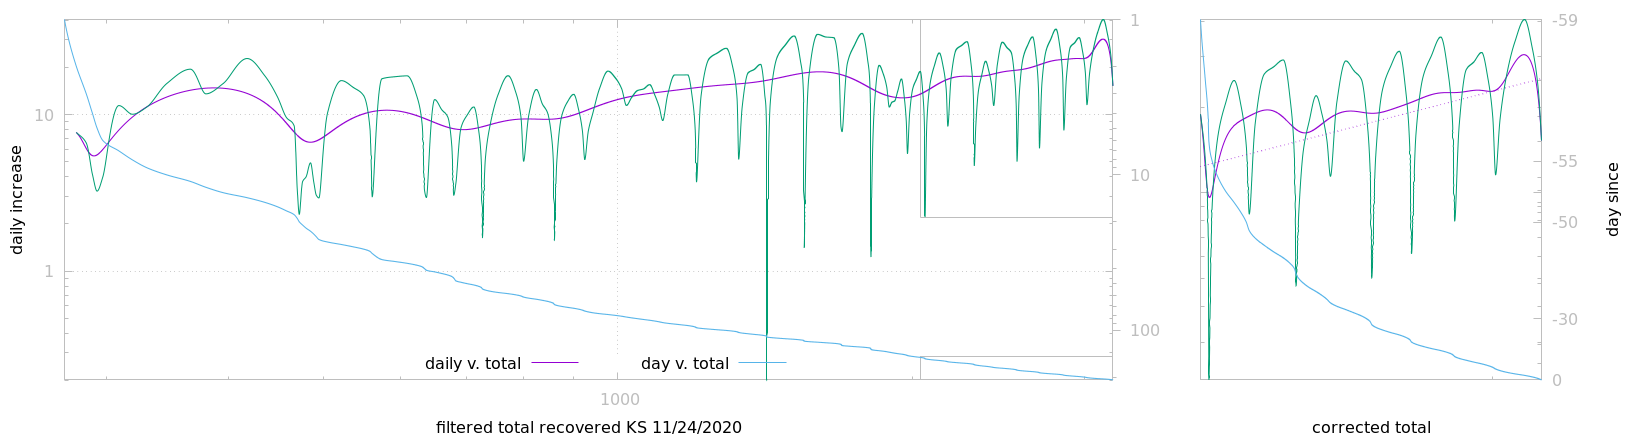 daily increase
10
1
1000
filtered total recovered KS 11/24/2020
daily v. total
day v. total
1
10
100
-59
-55
-50
-30
0
day since
corrected total